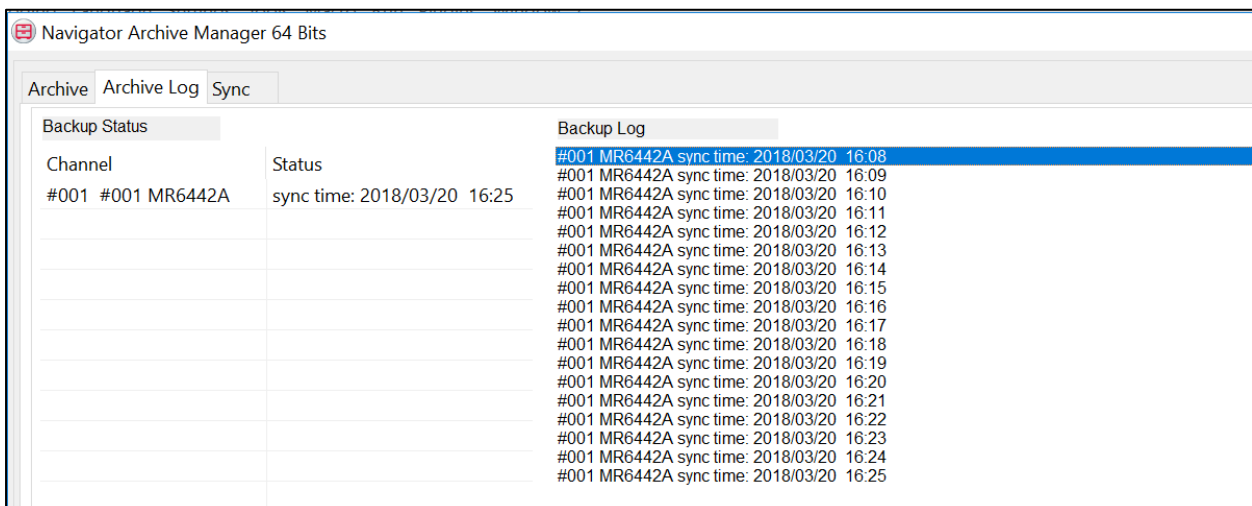 Navigator Archive Manager 64 Bits
Archive Archive Log Sync
Backup Status
Channel Status
#001 #001 MR6442A sync time: 2018/03/20 16:25
Backup Log
#001 MR6442A sync time: 2018/03/20 16:08
#001 MR6442A sync time: 2018/03/20 16:09
#001 MR6442A sync time: 2018/03/20 16:10
#001 MR6442A sync time: 2018/03/20 16:11
#001 MR6442A sync time: 2018/03/20 16:12
#001 MR6442A sync time: 2018/03/20 16:13
#001 MR6442A sync time: 2018/03/20 16:14
#001 MR6442A sync time: 2018/03/20 16:15
#001 MR6442A sync time: 2018/03/20 16:16
#001 MR6442A sync time: 2018/03/20 16:17
#001 MR6442A sync time: 2018/03/20 16:18
#001 MR6442A sync time: 2018/03/20 16:19
#001 MR6442A sync time: 2018/03/20 16:20
#001 MR6442A sync time: 2018/03/20 16:21
#001 MR6442A sync time: 2018/03/20 16:22
#001 MR6442A sync time: 2018/03/20 16:23
#001 MR6442A sync time: 2018/03/20 16:24
#001 MR6442A sync time: 2018/03/20 16:25